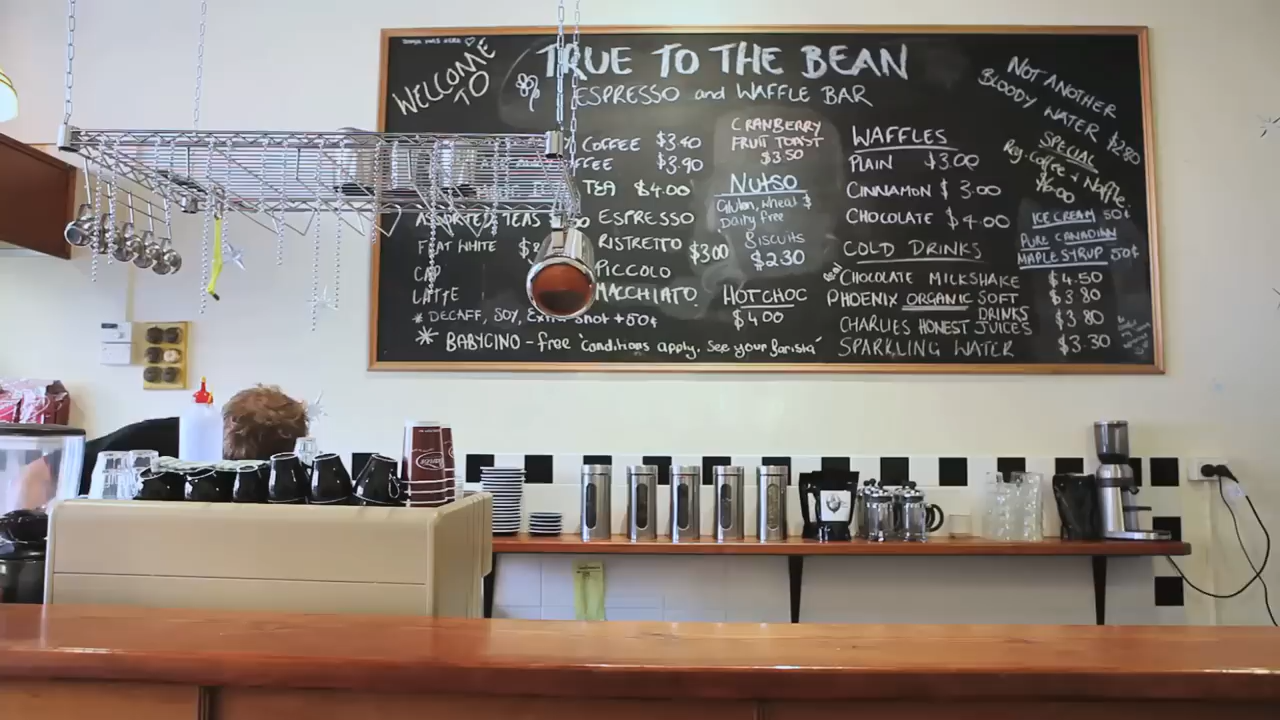 WELCOME
TO
TRUE TO THE BEAN
ESPRESSO and WAFFLE BAR
COFFEE $3.40
$3.90
TEA $4.00
ASSORTED TEAS
FLAT WHITE
CAP
LATTE
ESPRESSO
RISTRETTO $3.00
PICCOLO
MACCHIATO
* DECAFF, SOY, Extra Shot +50¢
* BABYCINO - free "conditions apply, See your barista"
CRANBERRY
FRUIT TOAST
$3.50
NUTSO
Gluten, wheat &
Dairy free
Biscuits
$2.30
HOT CHOC
$4.00
WAFFLES
PLAIN $3.00
CINNAMON $3.00
CHOCOLATE $4.00
COLD DRINKS
CHOCOLATE MILKSHAKE $4.50
PHOENIX ORGANIC SOFT DRINKS $3.80
CHARLIES HONEST JUICES $3.80
SPARKLING WATER $3.30
NOT ANOTHER
BLOODY WATER $2.80
SPECIAL
Reg. Coffee + Waffle
$6.00
ICE CREAM 50¢
PURE CANADIAN
MAPLE SYRUP 50¢